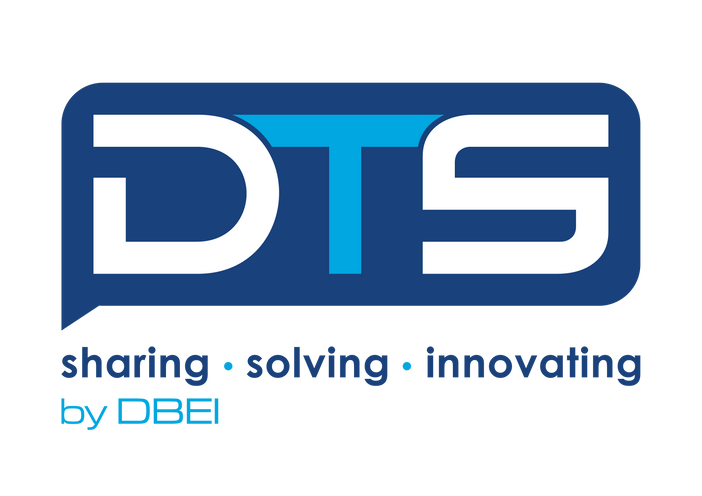 DTS
sharing · solving · innovating
by DBEI